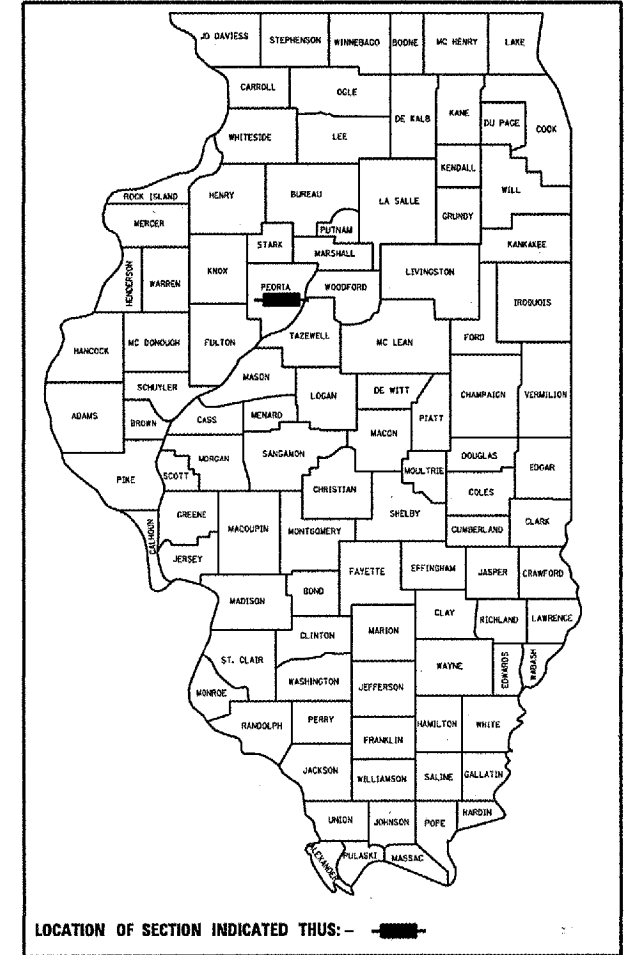 JO DAVIESS STEPHENSON WINNEBAGO BOONE MC HENRY LAKE
CARROLL OGLE DE KALB KANE DU PAGE COOK
WHITESIDE LEE
KENDALL WILL
ROCK ISLAND HENRY BUREAU LA SALLE GRUNDY
MERCER PUTNAM
STARK MARSHALL KANKAKEE
HENDERSON WARREN KNOX PEORIA WOODFORD LIVINGSTON IROQUOIS
HANCOCK MC DONOUGH FULTON TAZEWELL MC LEAN FORD
SCHUYLER MASON LOGAN DE WITT CHAMPAIGN VERMILION
ADAMS BROWN CASS MENARD MACON PIATT
PIKE SCOTT MORGAN SANGAMON MOULTRIE DOUGLAS EDGAR
CHRISTIAN COLES
CALHOUN GREENE MACOUPIN MONTGOMERY SHELBY CUMBERLAND CLARK
JERSEY FAYETTE EFFINGHAM JASPER CRAWFORD
MADISON BOND CLAY RICHLAND LAWRENCE
CLINTON MARION
ST. CLAIR WAYNE EDWARDS WABASH
WASHINGTON JEFFERSON
MONROE
RANDOLPH PERRY HAMILTON WHITE
FRANKLIN
JACKSON WILLIAMSON SALINE GALLATIN
UNION JOHNSON POPE HARDIN
ALEXANDER PULASKI MASSAC
LOCATION OF SECTION INDICATED THUS: -